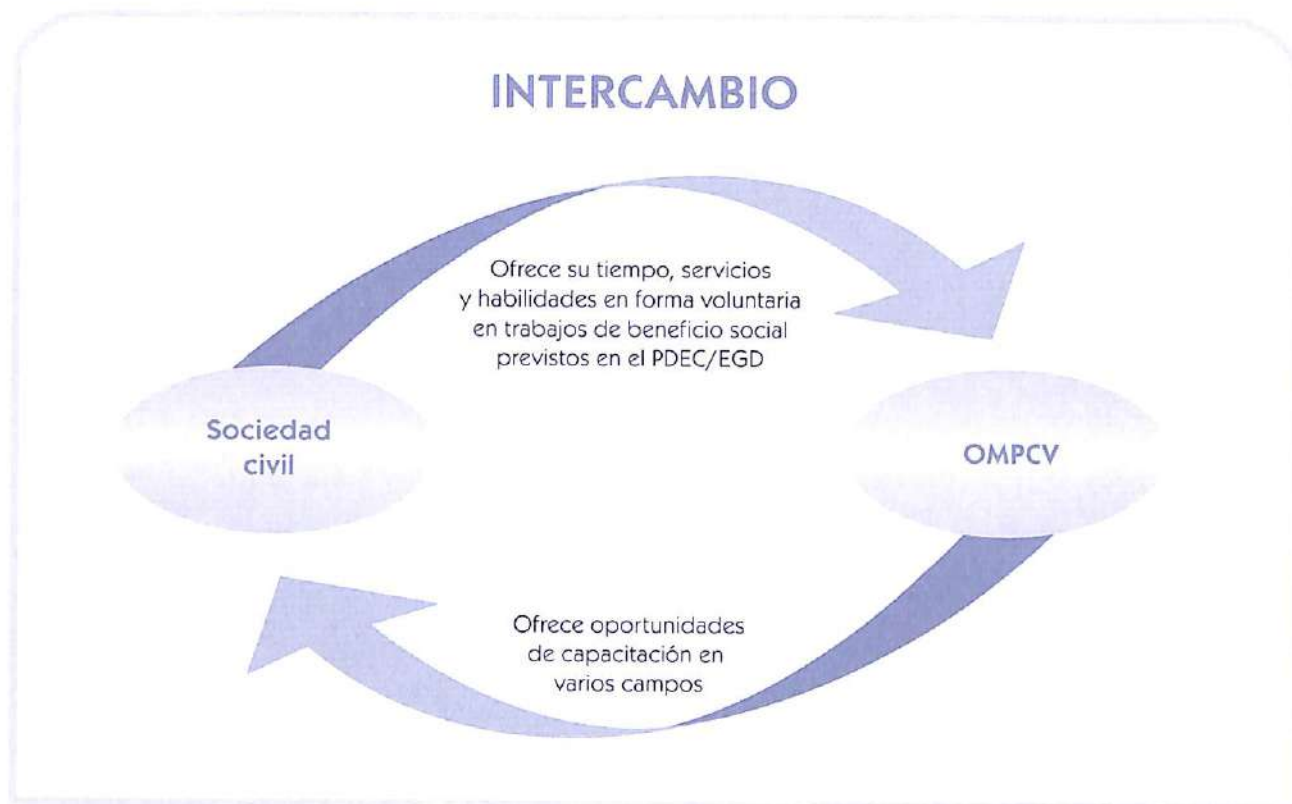 INTERCAMBIO
Ofrece su tiempo, servicios
y habilidades en forma voluntaria
en trabajos de beneficio social
previstos en el PDEC/EGD
Sociedad
civil
OMPCV
Ofrece oportunidades
de capacitación en
varios campos